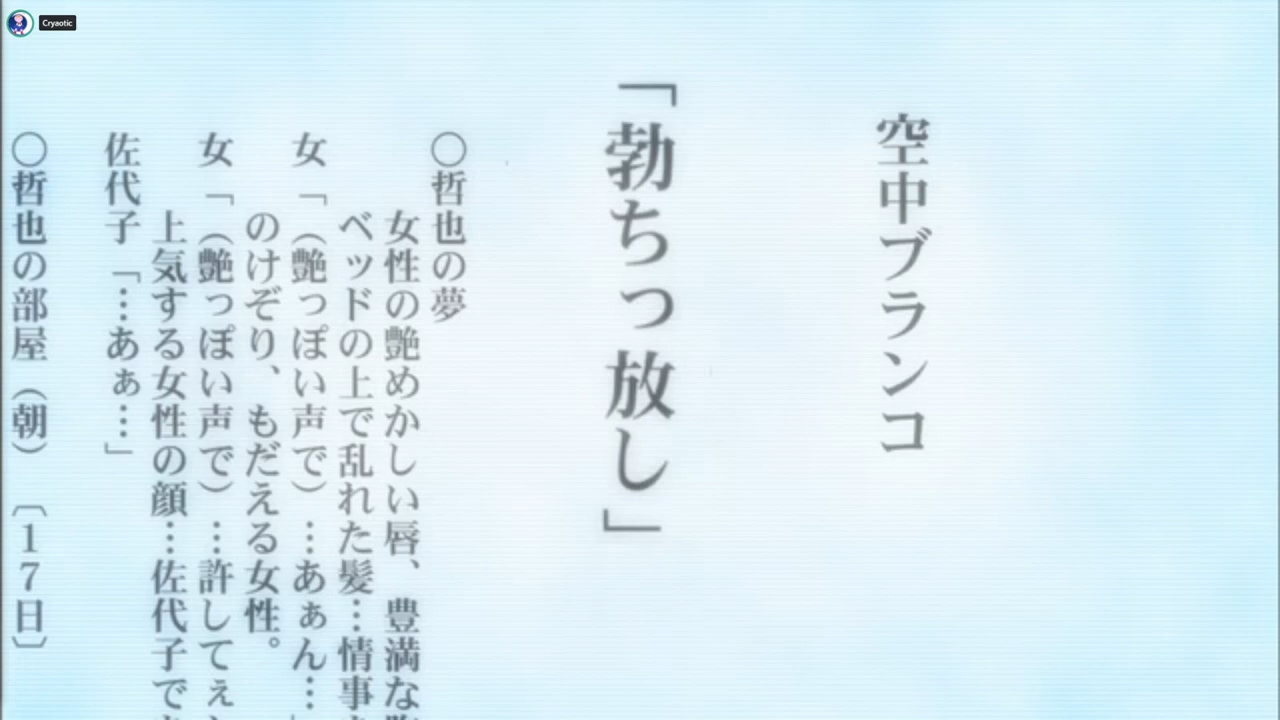 Cryaotic
空中ブランコ
「勃ちっ放し」
〇哲也の夢
女性の艶めかしい唇、豊満な
ベッドの上で乱れた髪…情事
女「(艶っぽい声で)…あぁん…」
のけぞり、もだえる女性。
女「(艶っぽい声で)…許してぇ
上気する女性の顔…佐代子で
佐代子「…あぁ…」
〇哲也の部屋(朝)〔17日〕